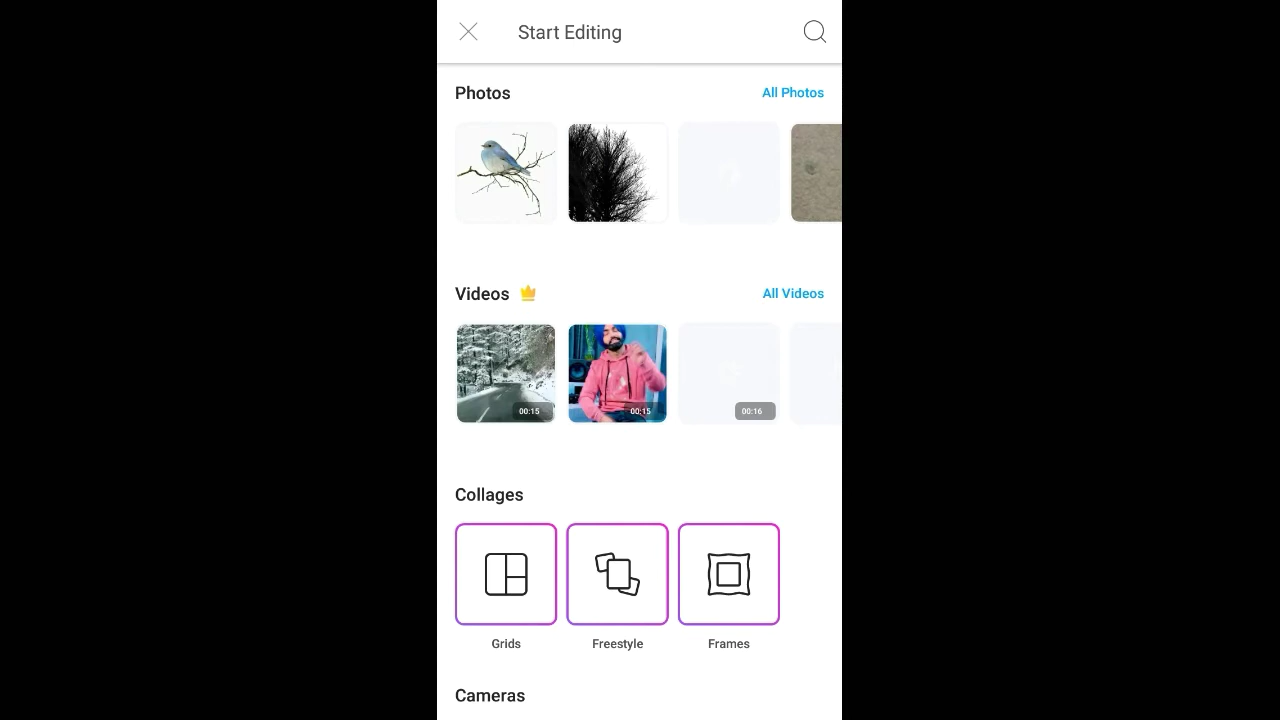 Start Editing
Photos
All Photos
Videos
All Videos
00:15
00:15
00:16
Collages
Grids
Freestyle
Frames
Cameras